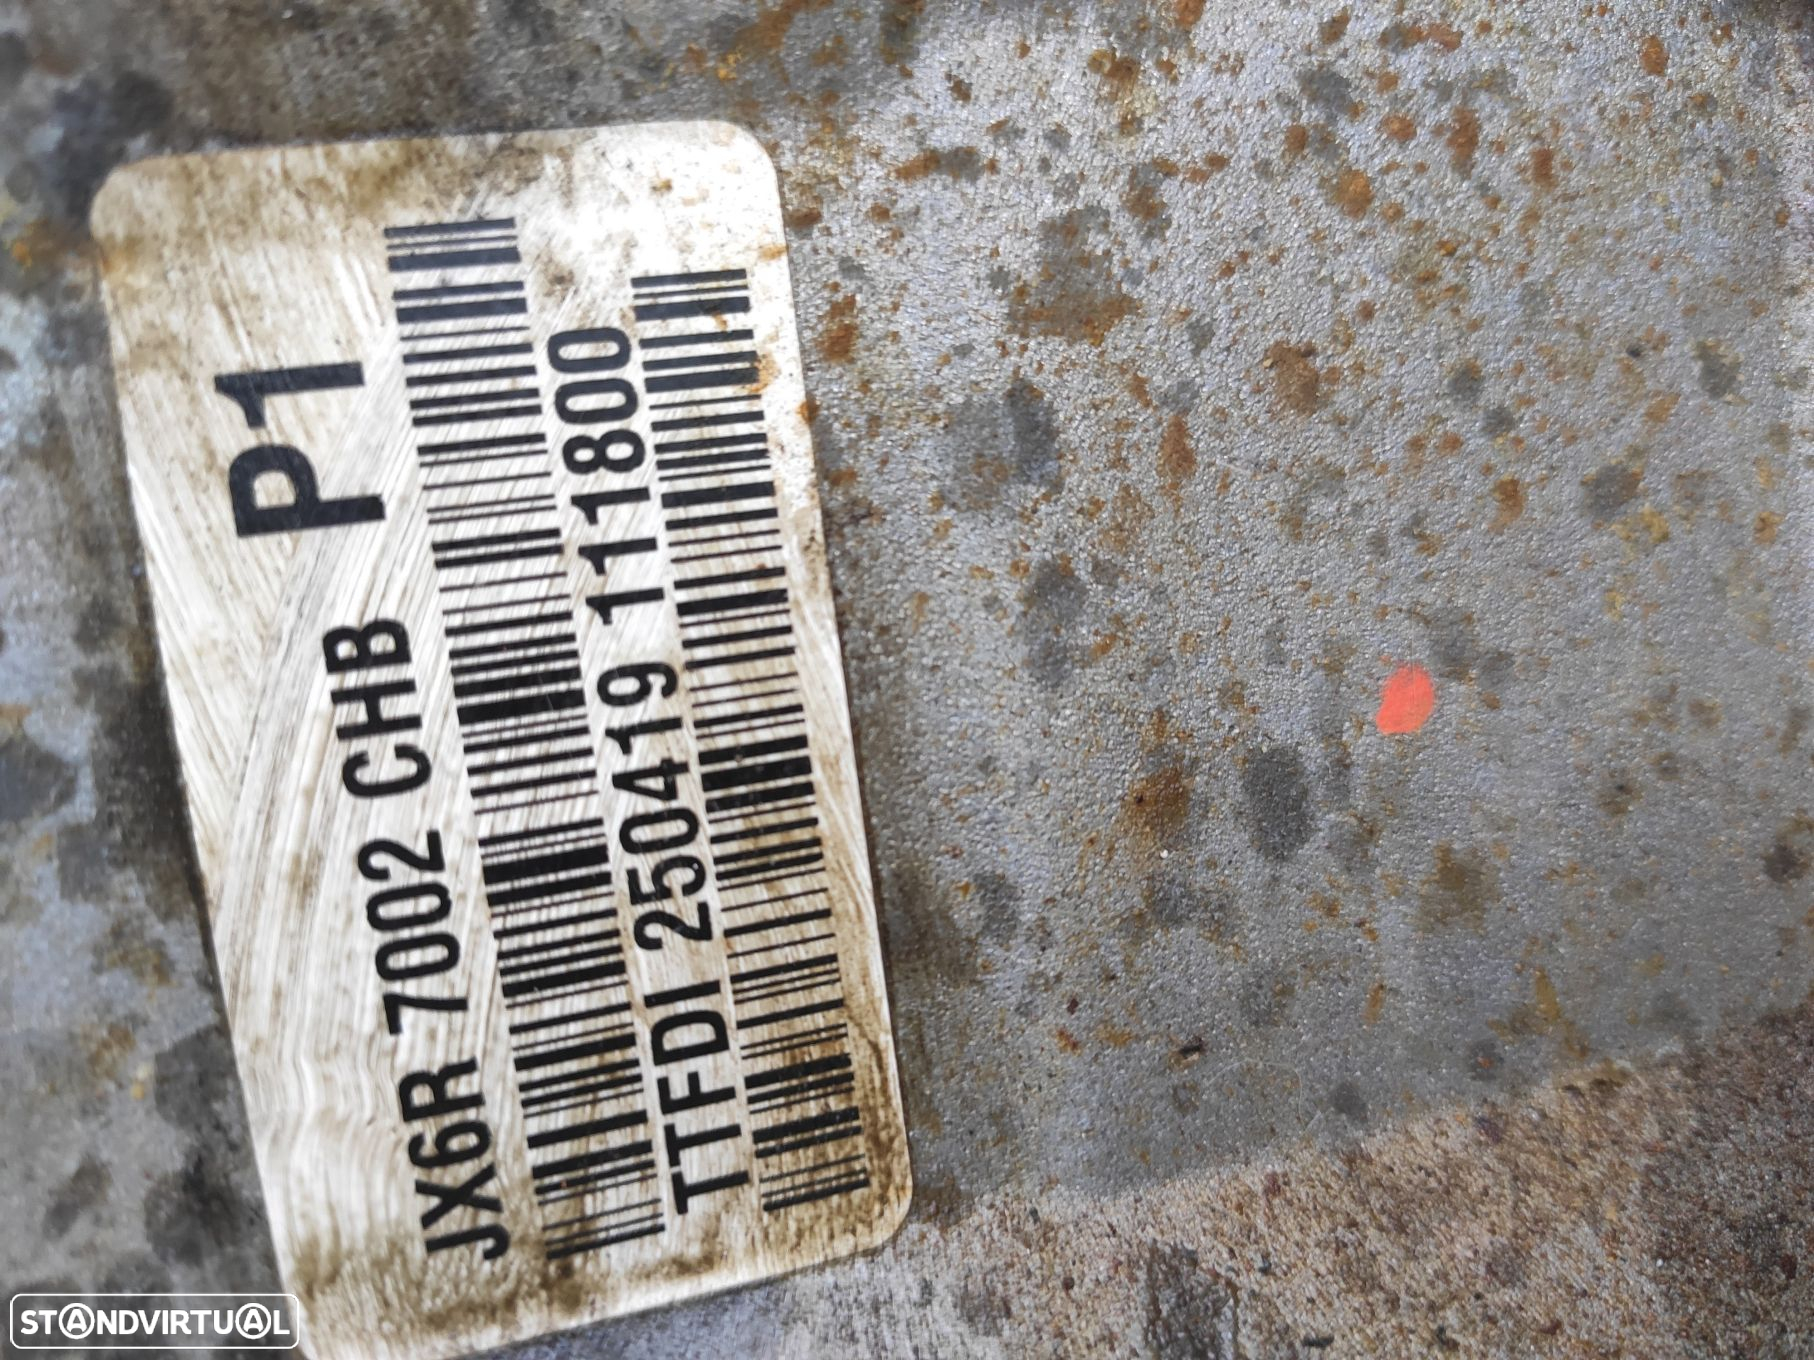 P1
JX6R 7002 CHB
TTFDI 250419 111800
STANDVIRTUAL